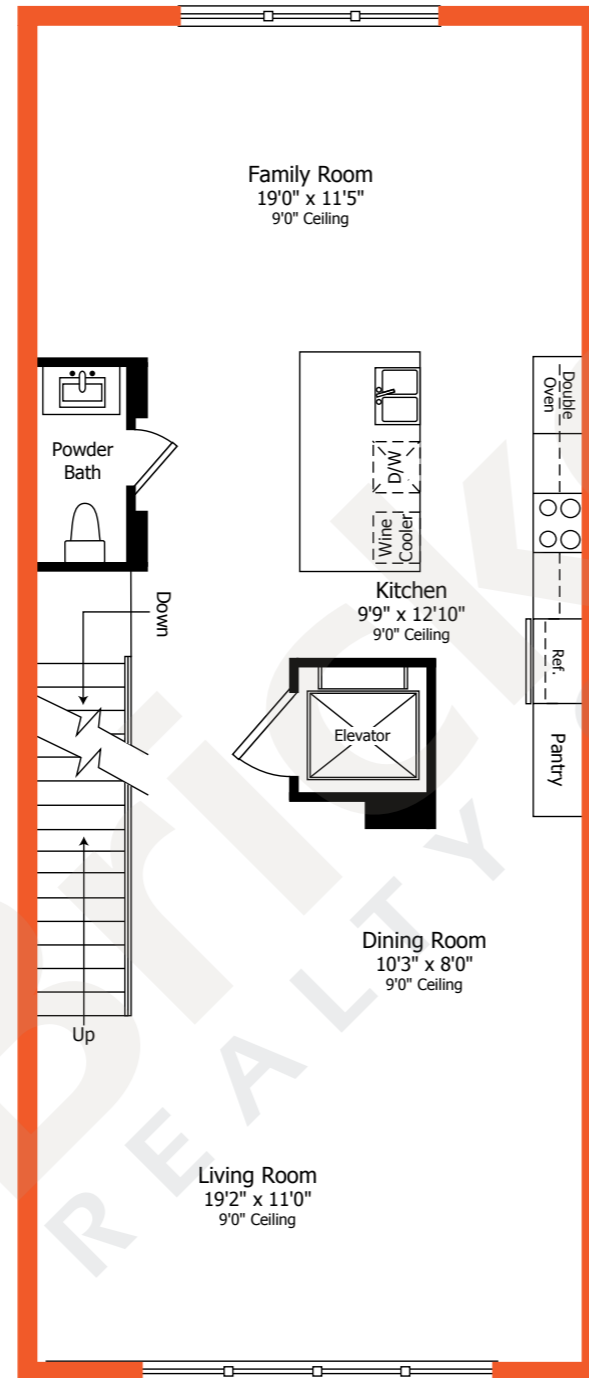 Family Room
19'0" x 11'5"
9'0" Ceiling
Double
Oven
Powder
Bath
D/W
Wine
Cooler
Kitchen
9'9" x 12'10"
9'0" Ceiling
Down
Ref.
Elevator
Pantry
Dining Room
10'3" x 8'0"
9'0" Ceiling
Up
Living Room
19'2" x 11'0"
9'0" Ceiling
Bricks
REALTY